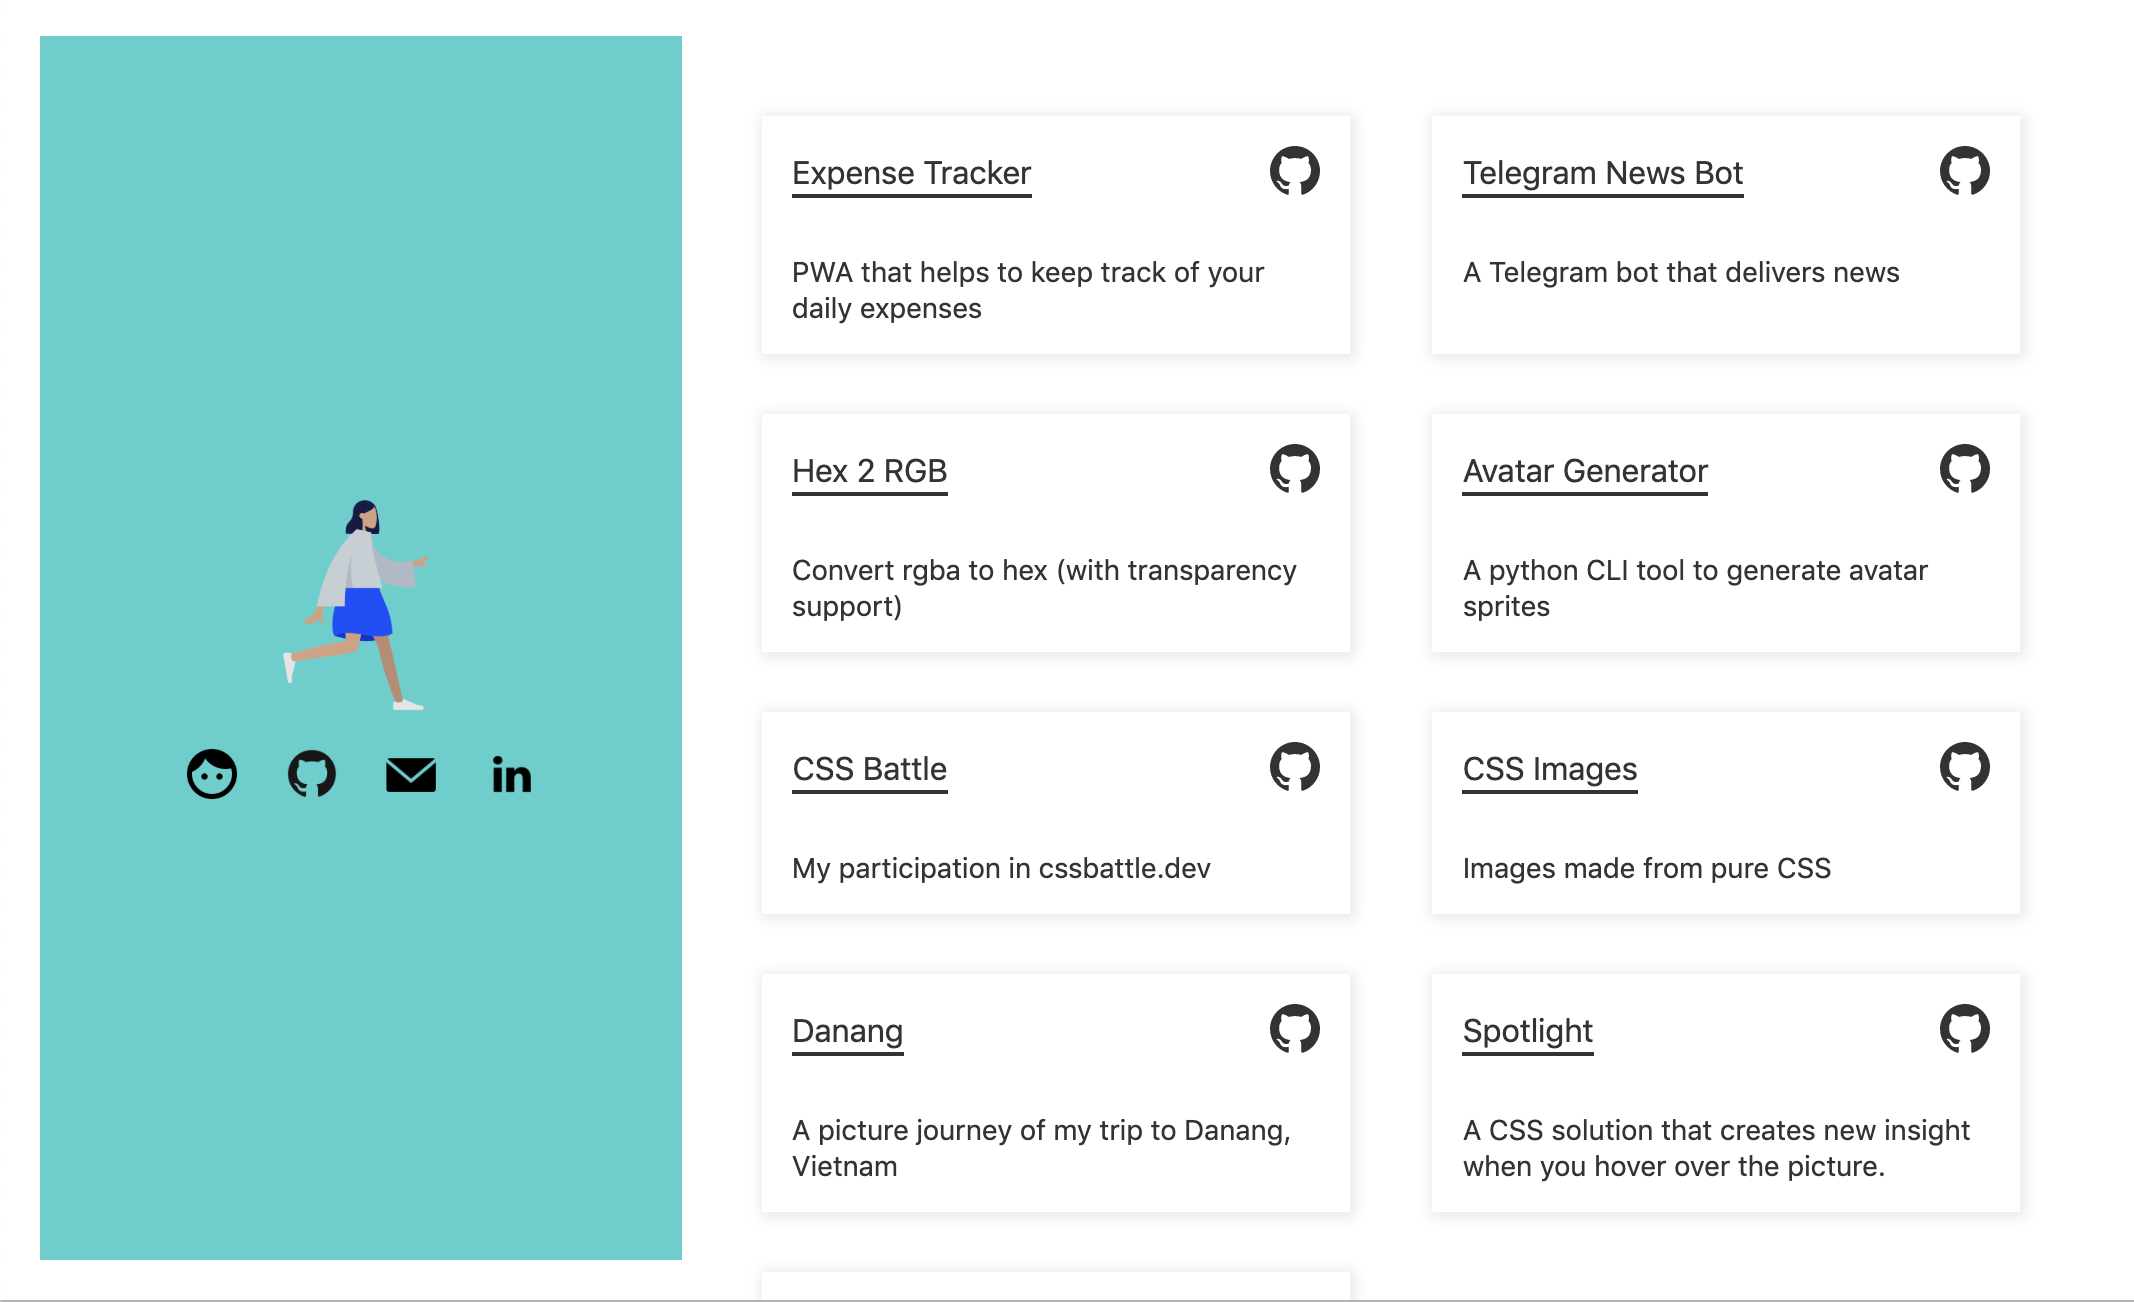 Expense Tracker
PWA that helps to keep track of your
daily expenses
Telegram News Bot
A Telegram bot that delivers news
Hex 2 RGB
Convert rgba to hex (with transparency
support)
Avatar Generator
A python CLI tool to generate avatar
sprites
CSS Battle
My participation in cssbattle.dev
CSS Images
Images made from pure CSS
Danang
A picture journey of my trip to Danang,
Vietnam
Spotlight
A CSS solution that creates new insight
when you hover over the picture.
in